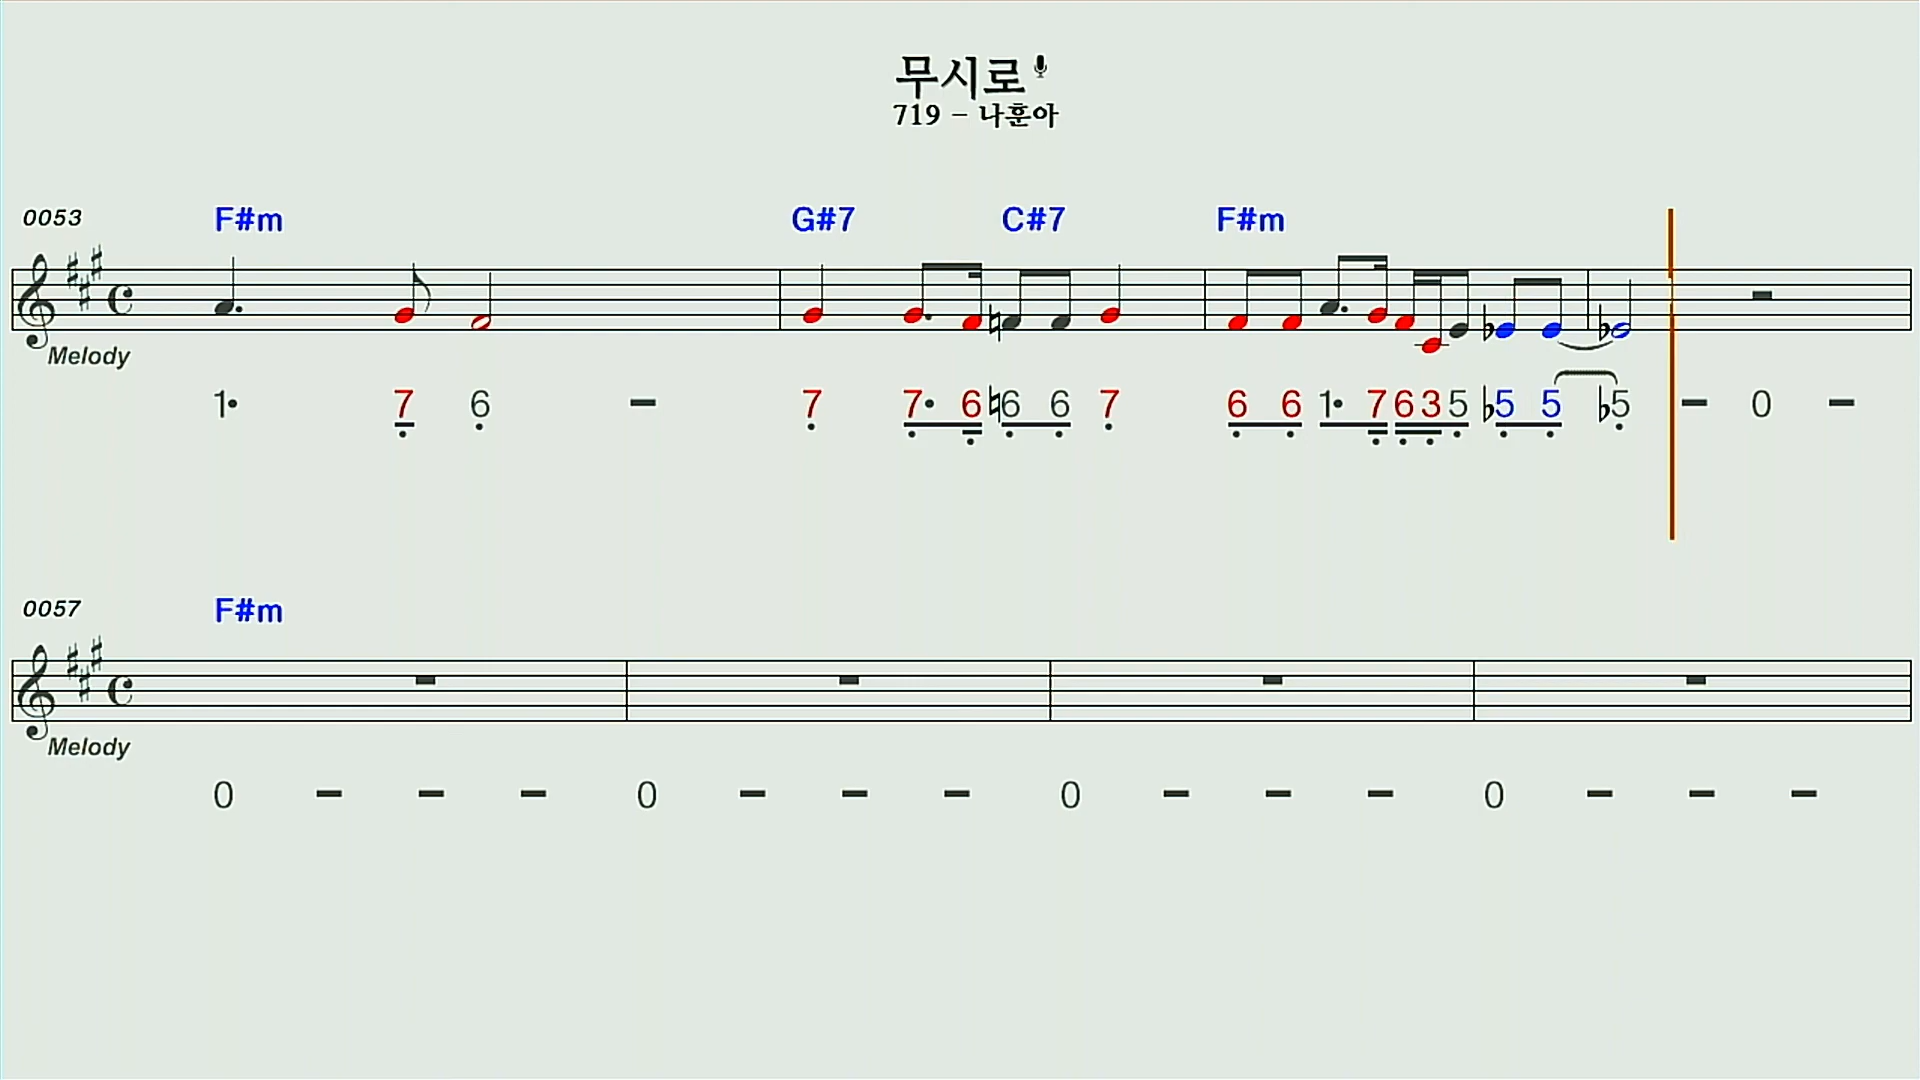 무시로
719 - 나훈아
0053 F#m G#7 C#7 F#m
Melody
1• 7 6 - 7 7• 6 ♮6 6 7 6 6 1• 7 6 3 5 ♭5 5 ♭5 - 0 -
0057 F#m
Melody
0 - - - 0 - - - 0 - - - 0 - - -